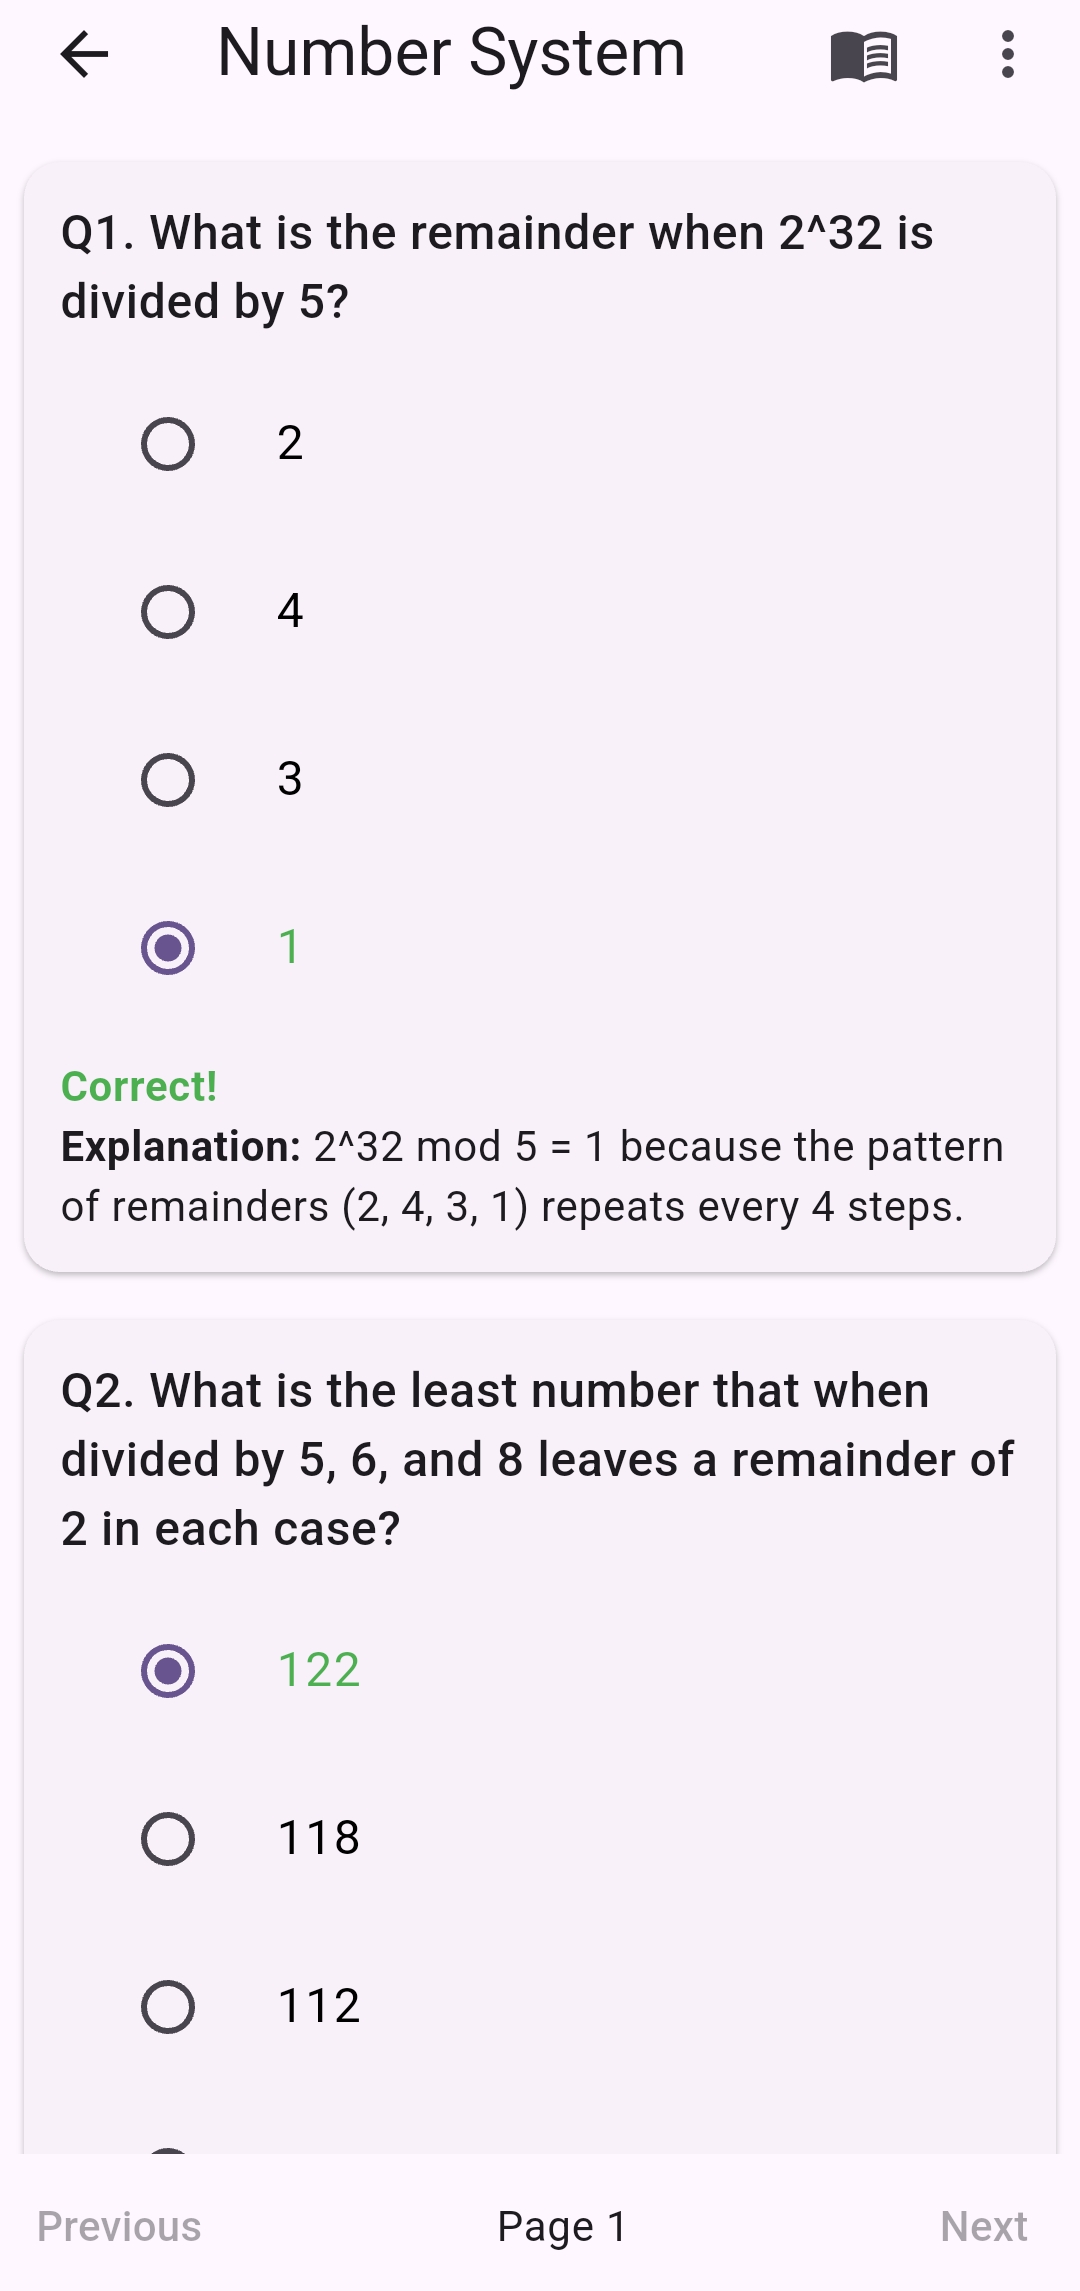 Number System
Q1. What is the remainder when 2^32 is
divided by 5?
2
4
3
1
Correct!
Explanation: 2^32 mod 5 = 1 because the pattern
of remainders (2, 4, 3, 1) repeats every 4 steps.
Q2. What is the least number that when
divided by 5, 6, and 8 leaves a remainder of
2 in each case?
122
118
112
Previous
Page 1
Next